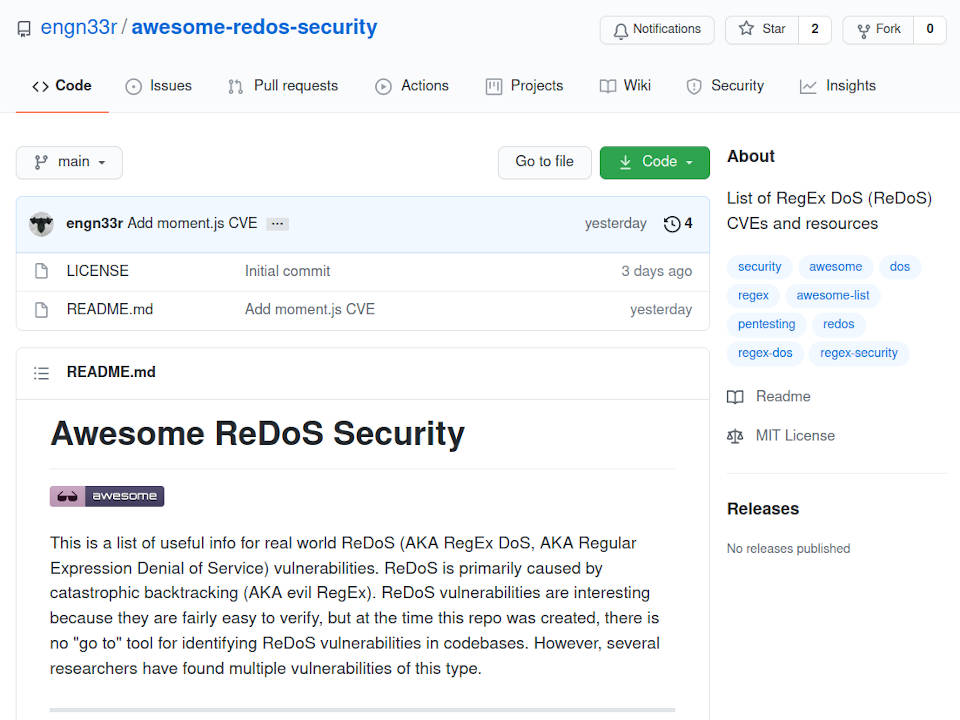 engn33r / awesome-redos-security
Notifications
Star 2
Fork 0
Code
Issues
Pull requests
Actions
Projects
Wiki
Security
Insights
main
Go to file
Code
engn33r Add moment.js CVE ...
yesterday
4
LICENSE Initial commit 3 days ago
README.md Add moment.js CVE yesterday
README.md
Awesome ReDoS Security
awesome
This is a list of useful info for real world ReDoS (AKA RegEx DoS, AKA Regular
Expression Denial of Service) vulnerabilities. ReDoS is primarily caused by
catastrophic backtracking (AKA evil RegEx). ReDoS vulnerabilities are interesting
because they are fairly easy to verify, but at the time this repo was created, there is
no "go to" tool for identifying ReDoS vulnerabilities in codebases. However, several
researchers have found multiple vulnerabilities of this type.
About
List of RegEx DoS (ReDoS)
CVEs and resources
security awesome dos
regex awesome-list
pentesting redos
regex-dos regex-security
Readme
MIT License
Releases
No releases published